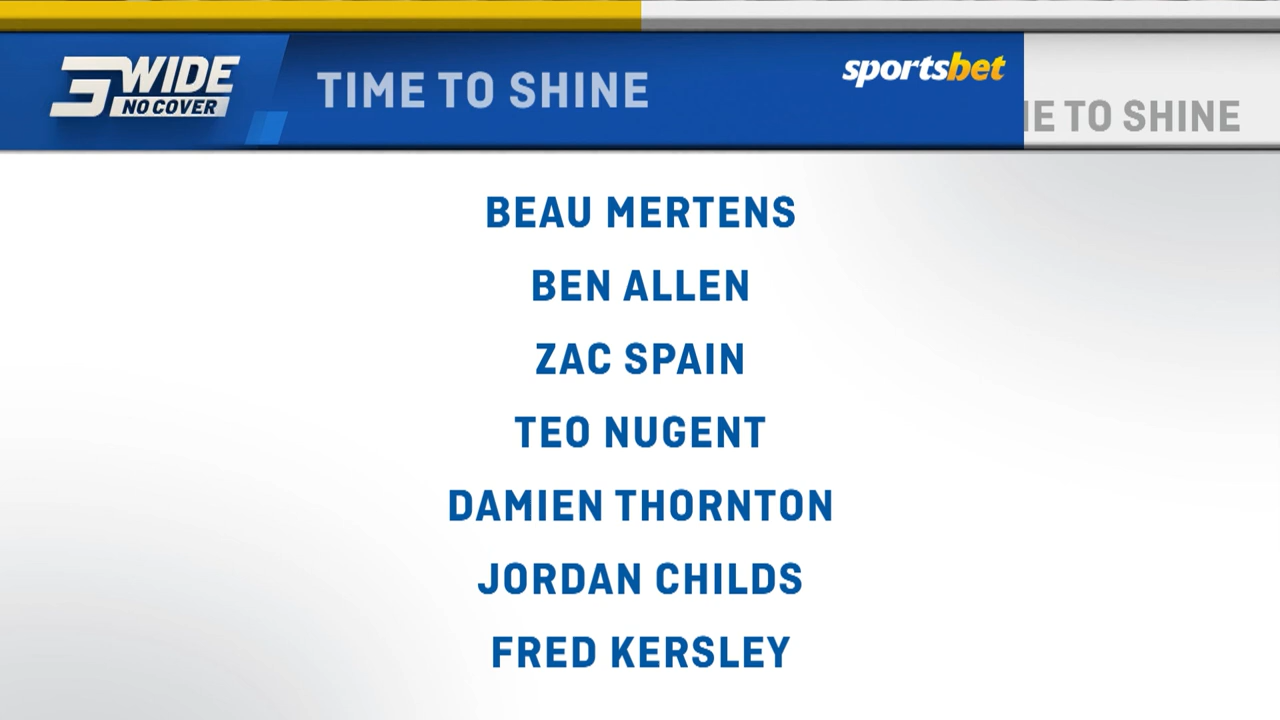 3 WIDE
NO COVER
TIME TO SHINE
sportsbet
E TO SHINE
BEAU MERTENS
BEN ALLEN
ZAC SPAIN
TEO NUGENT
DAMIEN THORNTON
JORDAN CHILDS
FRED KERSLEY